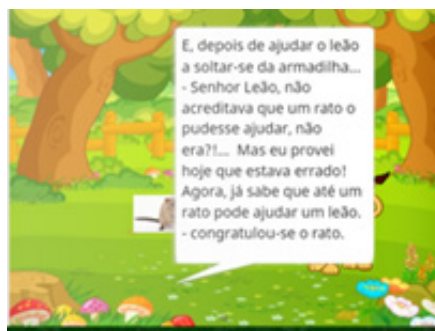 E, depois de ajudar o leão
a soltar-se da armadilha...
- Senhor Leão, não
acreditava que um rato o
pudesse ajudar, não
era?!... Mas eu provei
hoje que estava errado!
Agora, já sabe que até um
rato pode ajudar um leão.
- congratulou-se o rato.